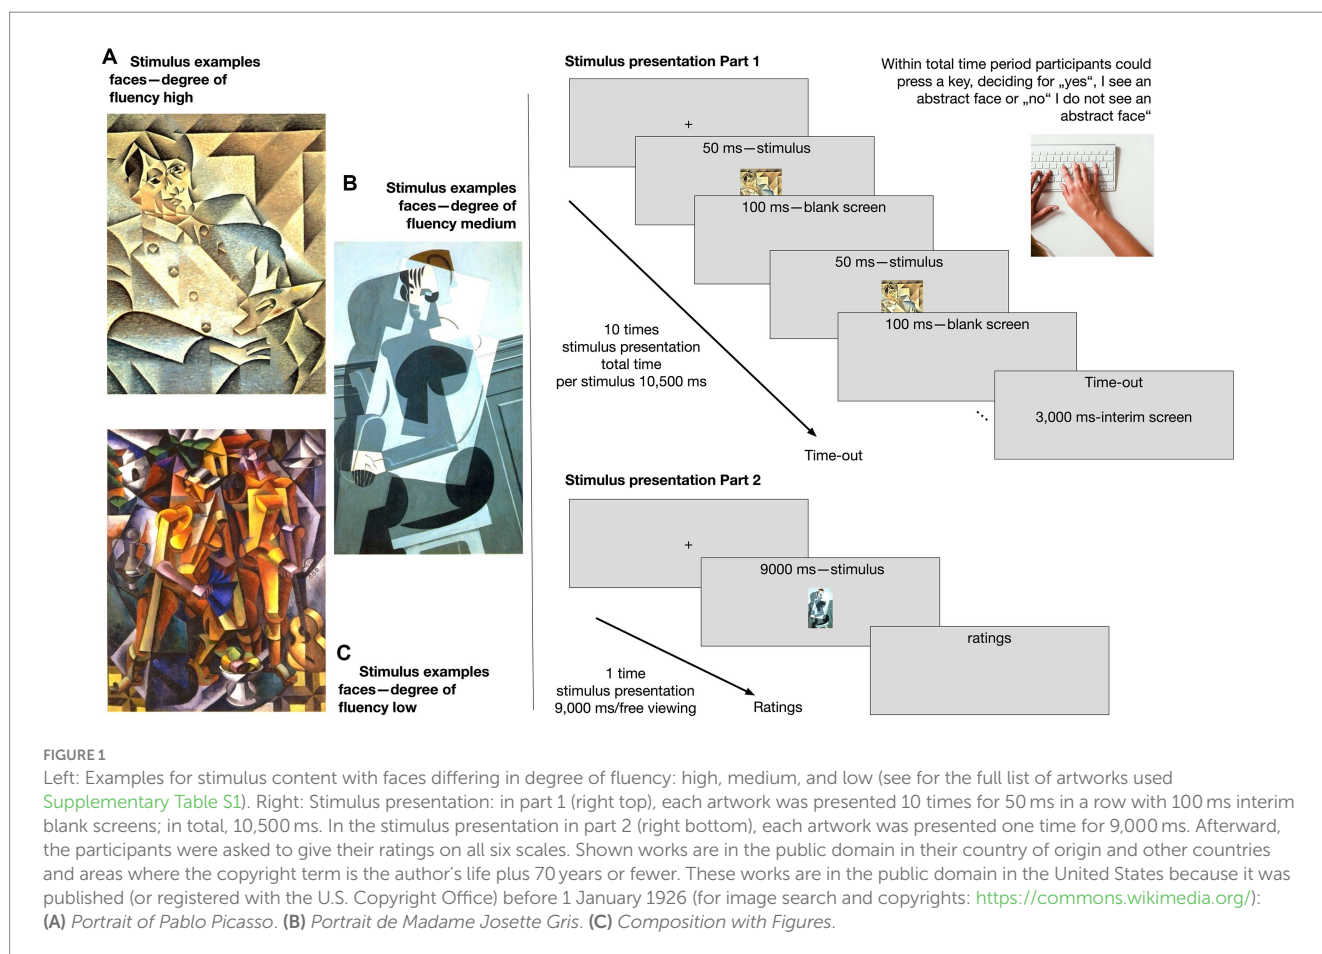 A Stimulus examples
faces—degree of
fluency high
B
Stimulus examples
faces—degree of
fluency medium
C
Stimulus examples
faces—degree of
fluency low
Stimulus presentation Part 1
Within total time period participants could
press a key, deciding for „yes“, I see an
abstract face or „no“ I do not see an
abstract face“
+
50 ms—stimulus
100 ms—blank screen
50 ms—stimulus
100 ms—blank screen
Time-out
3,000 ms-interim screen
10 times
stimulus presentation
total time
per stimulus 10,500 ms
Time-out
Stimulus presentation Part 2
+
9000 ms—stimulus
ratings
1 time
stimulus presentation
9,000 ms/free viewing
Ratings
FIGURE 1
Left: Examples for stimulus content with faces differing in degree of fluency: high, medium, and low (see for the full list of artworks used
Supplementary Table S1). Right: Stimulus presentation: in part 1 (right top), each artwork was presented 10 times for 50 ms in a row with 100 ms interim
blank screens; in total, 10,500 ms. In the stimulus presentation in part 2 (right bottom), each artwork was presented one time for 9,000 ms. Afterward,
the participants were asked to give their ratings on all six scales. Shown works are in the public domain in their country of origin and other countries
and areas where the copyright term is the author’s life plus 70 years or fewer. These works are in the public domain in the United States because it was
published (or registered with the U.S. Copyright Office) before 1 January 1926 (for image search and copyrights: https://commons.wikimedia.org/):
(A) Portrait of Pablo Picasso. (B) Portrait de Madame Josette Gris. (C) Composition with Figures.